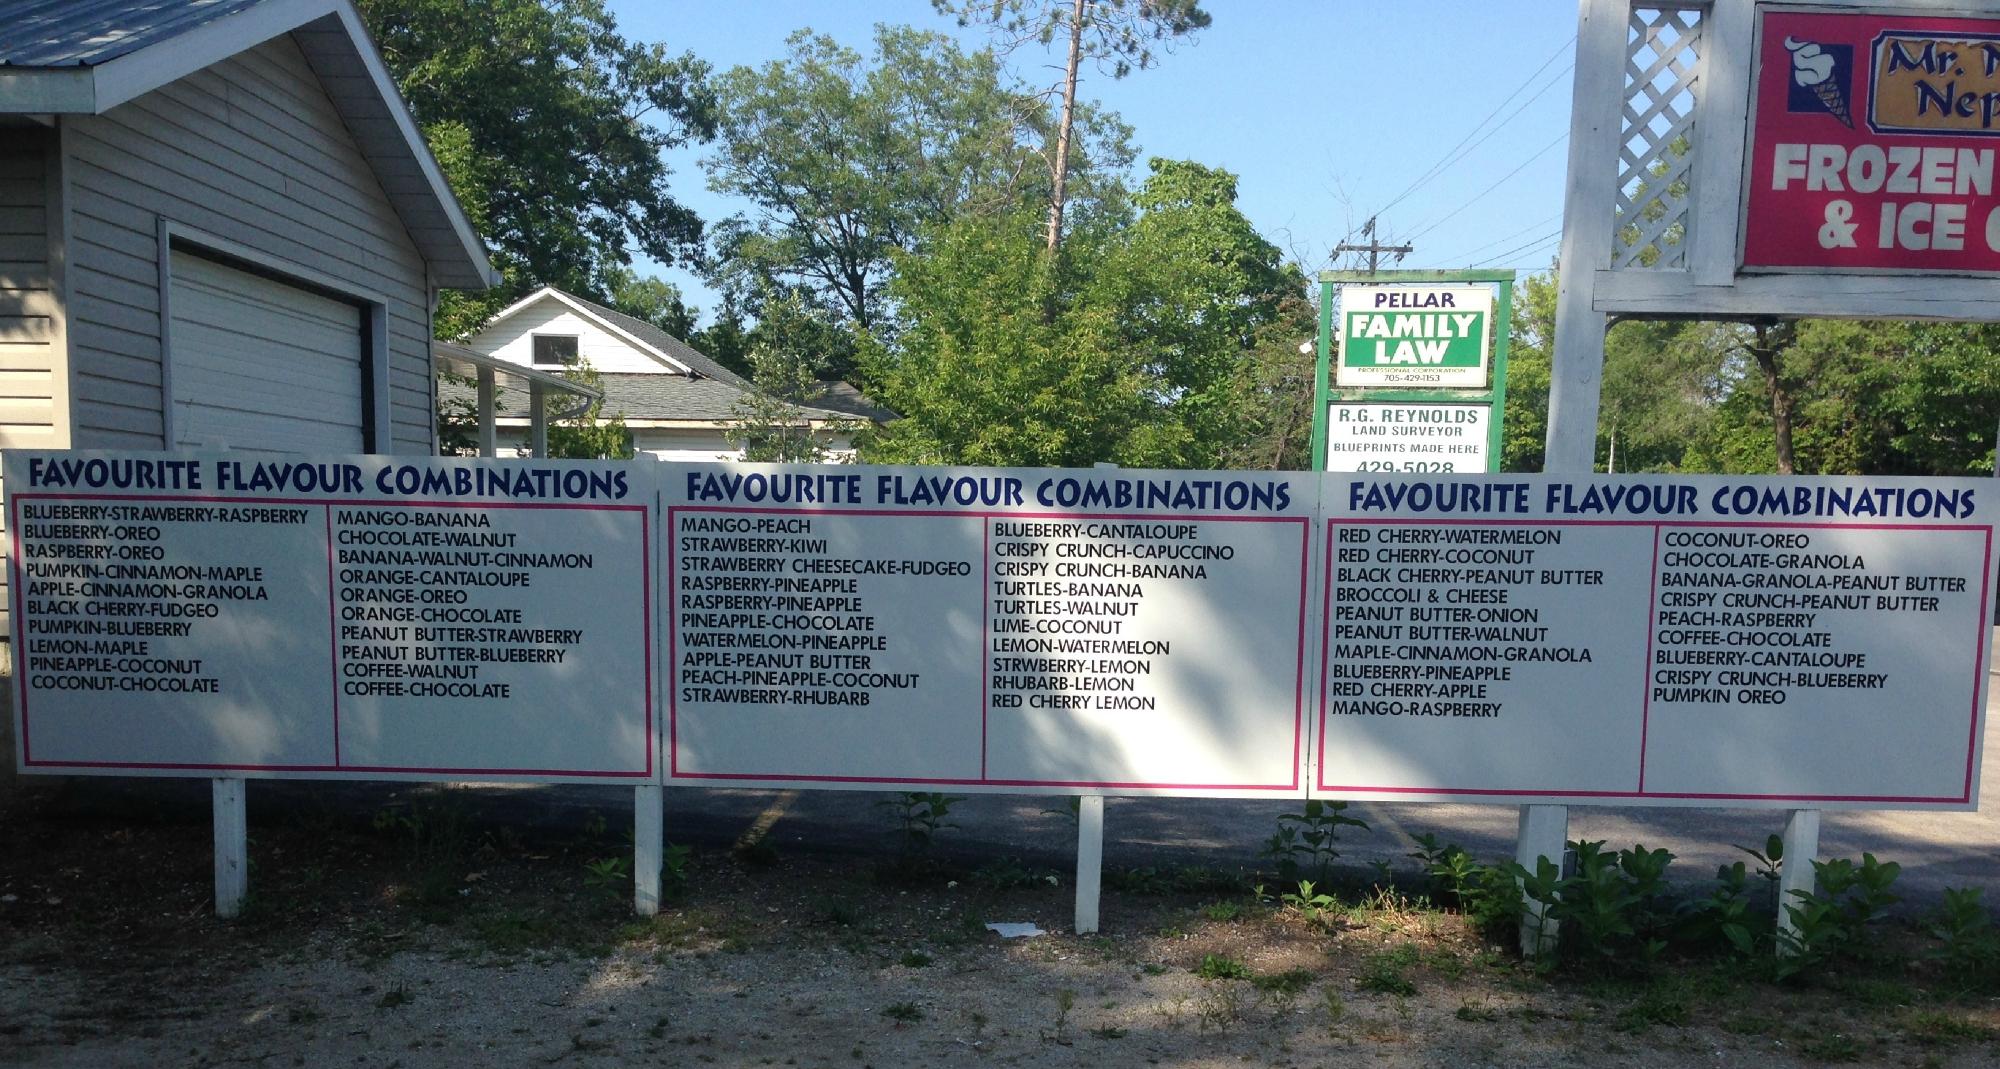 Mr.
Nep
FROZEN
& ICE
PELLAR
FAMILY
LAW
PROFESSIONAL CORPORATION
705-429-1153
R.G. REYNOLDS
LAND SURVEYOR
BLUEPRINTS MADE HERE
429-5028
FAVOURITE FLAVOUR COMBINATIONS
BLUEBERRY-STRAWBERRY-RASPBERRY
BLUEBERRY-OREO
RASPBERRY-OREO
PUMPKIN-CINNAMON-MAPLE
APPLE-CINNAMON-GRANOLA
BLACK CHERRY-FUDGEO
PUMPKIN-BLUEBERRY
LEMON-MAPLE
PINEAPPLE-COCONUT
COCONUT-CHOCOLATE
MANGO-BANANA
CHOCOLATE-WALNUT
BANANA-WALNUT-CINNAMON
ORANGE-CANTALOUPE
ORANGE-OREO
ORANGE-CHOCOLATE
PEANUT BUTTER-STRAWBERRY
PEANUT BUTTER-BLUEBERRY
COFFEE-WALNUT
COFFEE-CHOCOLATE
FAVOURITE FLAVOUR COMBINATIONS
MANGO-PEACH
STRAWBERRY-KIWI
STRAWBERRY CHEESECAKE-FUDGEO
RASPBERRY-PINEAPPLE
RASPBERRY-PINEAPPLE
PINEAPPLE-CHOCOLATE
WATERMELON-PINEAPPLE
APPLE-PEANUT BUTTER
PEACH-PINEAPPLE-COCONUT
STRAWBERRY-RHUBARB
BLUEBERRY-CANTALOUPE
CRISPY CRUNCH-CAPUCCINO
CRISPY CRUNCH-BANANA
TURTLES-BANANA
TURTLES-WALNUT
LIME-COCONUT
LEMON-WATERMELON
STRWBERRY-LEMON
RHUBARB-LEMON
RED CHERRY LEMON
FAVOURITE FLAVOUR COMBINATIONS
RED CHERRY-WATERMELON
RED CHERRY-COCONUT
BLACK CHERRY-PEANUT BUTTER
BROCCOLI & CHEESE
PEANUT BUTTER-ONION
PEANUT BUTTER-WALNUT
MAPLE-CINNAMON-GRANOLA
BLUEBERRY-PINEAPPLE
RED CHERRY-APPLE
MANGO-RASPBERRY
COCONUT-OREO
CHOCOLATE-GRANOLA
BANANA-GRANOLA-PEANUT BUTTER
CRISPY CRUNCH-PEANUT BUTTER
PEACH-RASPBERRY
COFFEE-CHOCOLATE
BLUEBERRY-CANTALOUPE
CRISPY CRUNCH-BLUEBERRY
PUMPKIN OREO